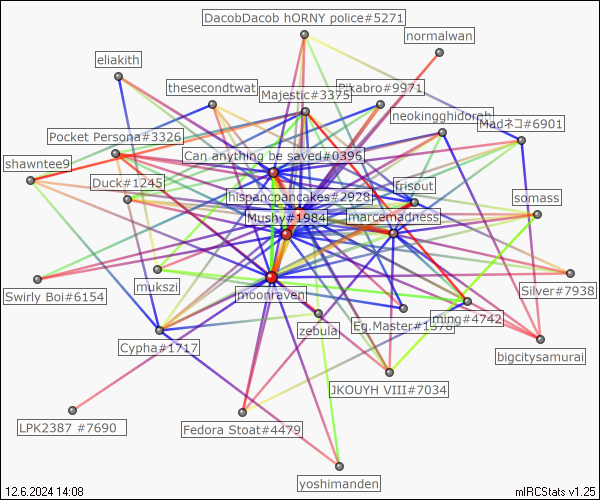 DacobDacob hORNY police#5271
normalwan
eliakith
thesecondtwat
Majestic#3375
Pikabro#9971
neokingghidorah
Madネコ#6901
Pocket Persona#3326
Can anything be saved#0396
shawntee9
Duck#1245
hispancpancakes#2928
frisout
somass
Mushy#1984
marcemadness
Swirly Boi#6154
mukszi
moonraven
Silver#7938
zebula
Eg.Master#1378
ming#4742
Cypha#1717
bigcitysamurai
JKOUYH VIII#7034
LPK2387 #7690
Fedora Stoat#4479
yoshimanden
12.6.2024 14:08
mIRCStats v1.25